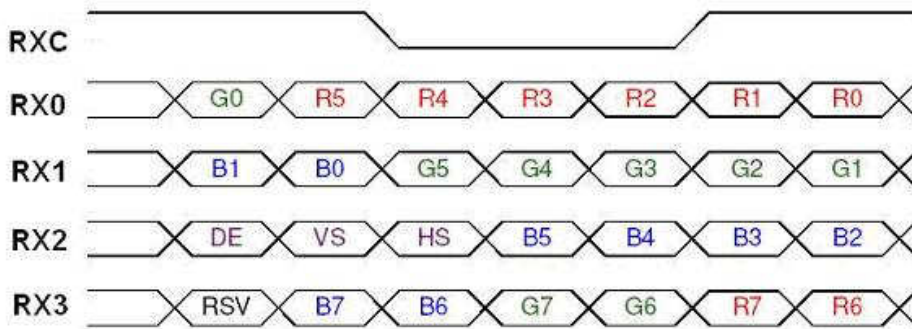 RXC
RX0 G0 R5 R4 R3 R2 R1 R0
RX1 B1 B0 G5 G4 G3 G2 G1
RX2 DE VS HS B5 B4 B3 B2
RX3 RSV B7 B6 G7 G6 R7 R6